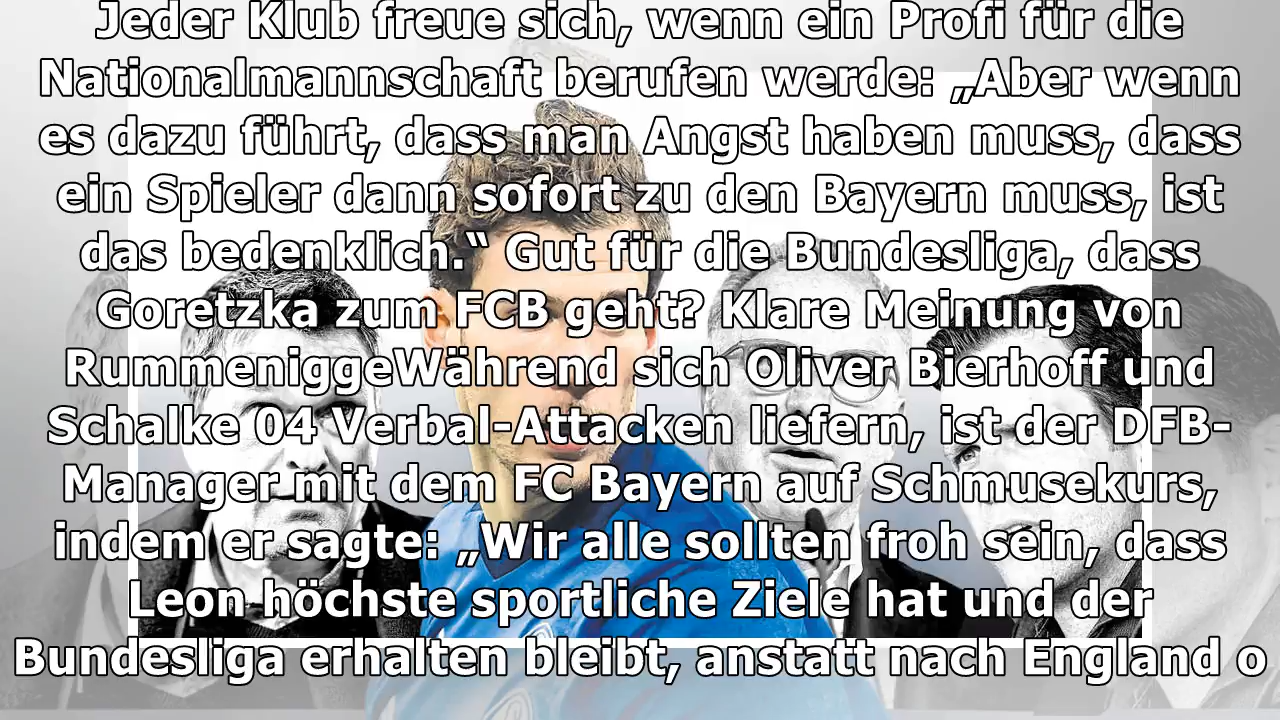 Jeder Klub freue sich, wenn ein Profi für die
Nationalmannschaft berufen werde: „Aber wenn
es dazu führt, dass man Angst haben muss, dass
ein Spieler dann sofort zu den Bayern muss, ist
das bedenklich.“ Gut für die Bundesliga, dass
Goretzka zum FCB geht? Klare Meinung von
RummeniggeWährend sich Oliver Bierhoff und
Schalke 04 Verbal-Attacken liefern, ist der DFB-
Manager mit dem FC Bayern auf Schmusekurs,
indem er sagte: „Wir alle sollten froh sein, dass
Leon höchste sportliche Ziele hat und der
Bundesliga erhalten bleibt, anstatt nach England o